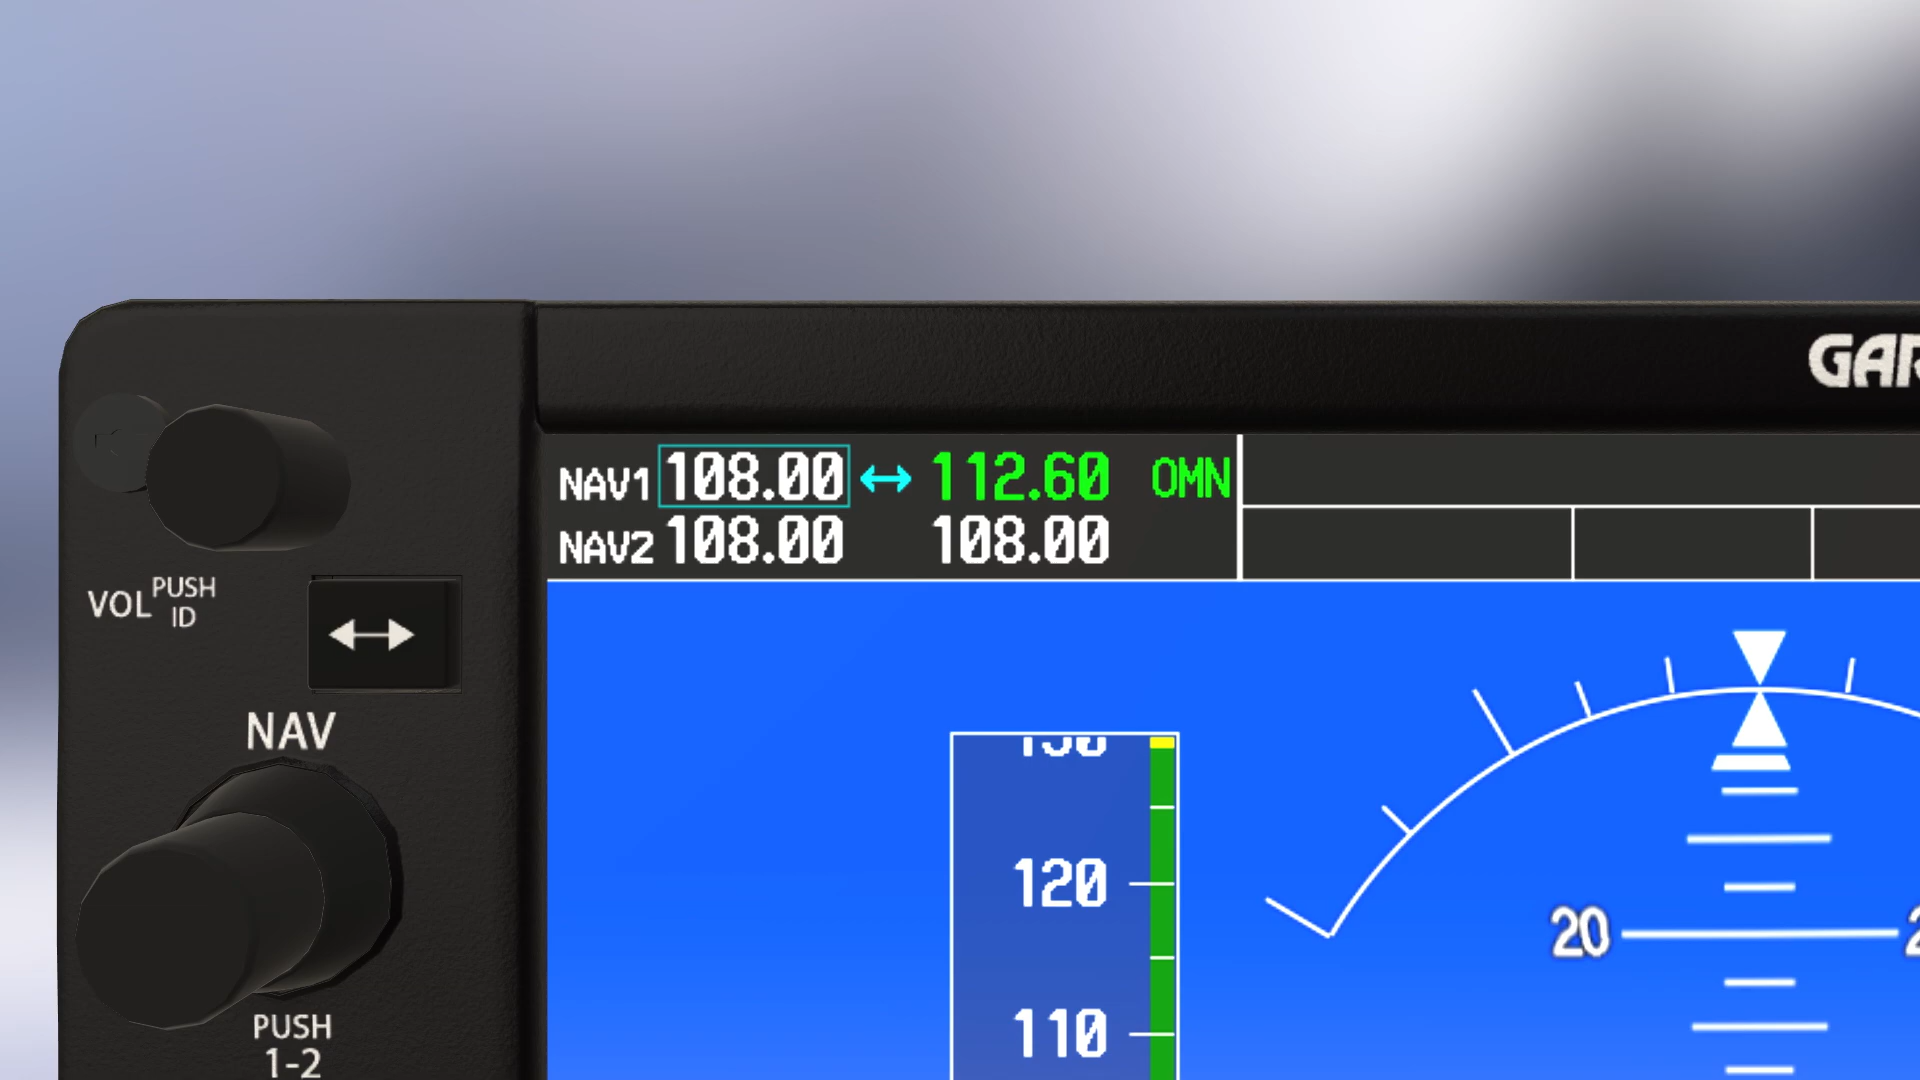 GAR
NAV1 108.00 ↔ 112.60 OMN
NAV2 108.00 108.00
VOL PUSH ID
NAV
120
20
110
PUSH
1-2